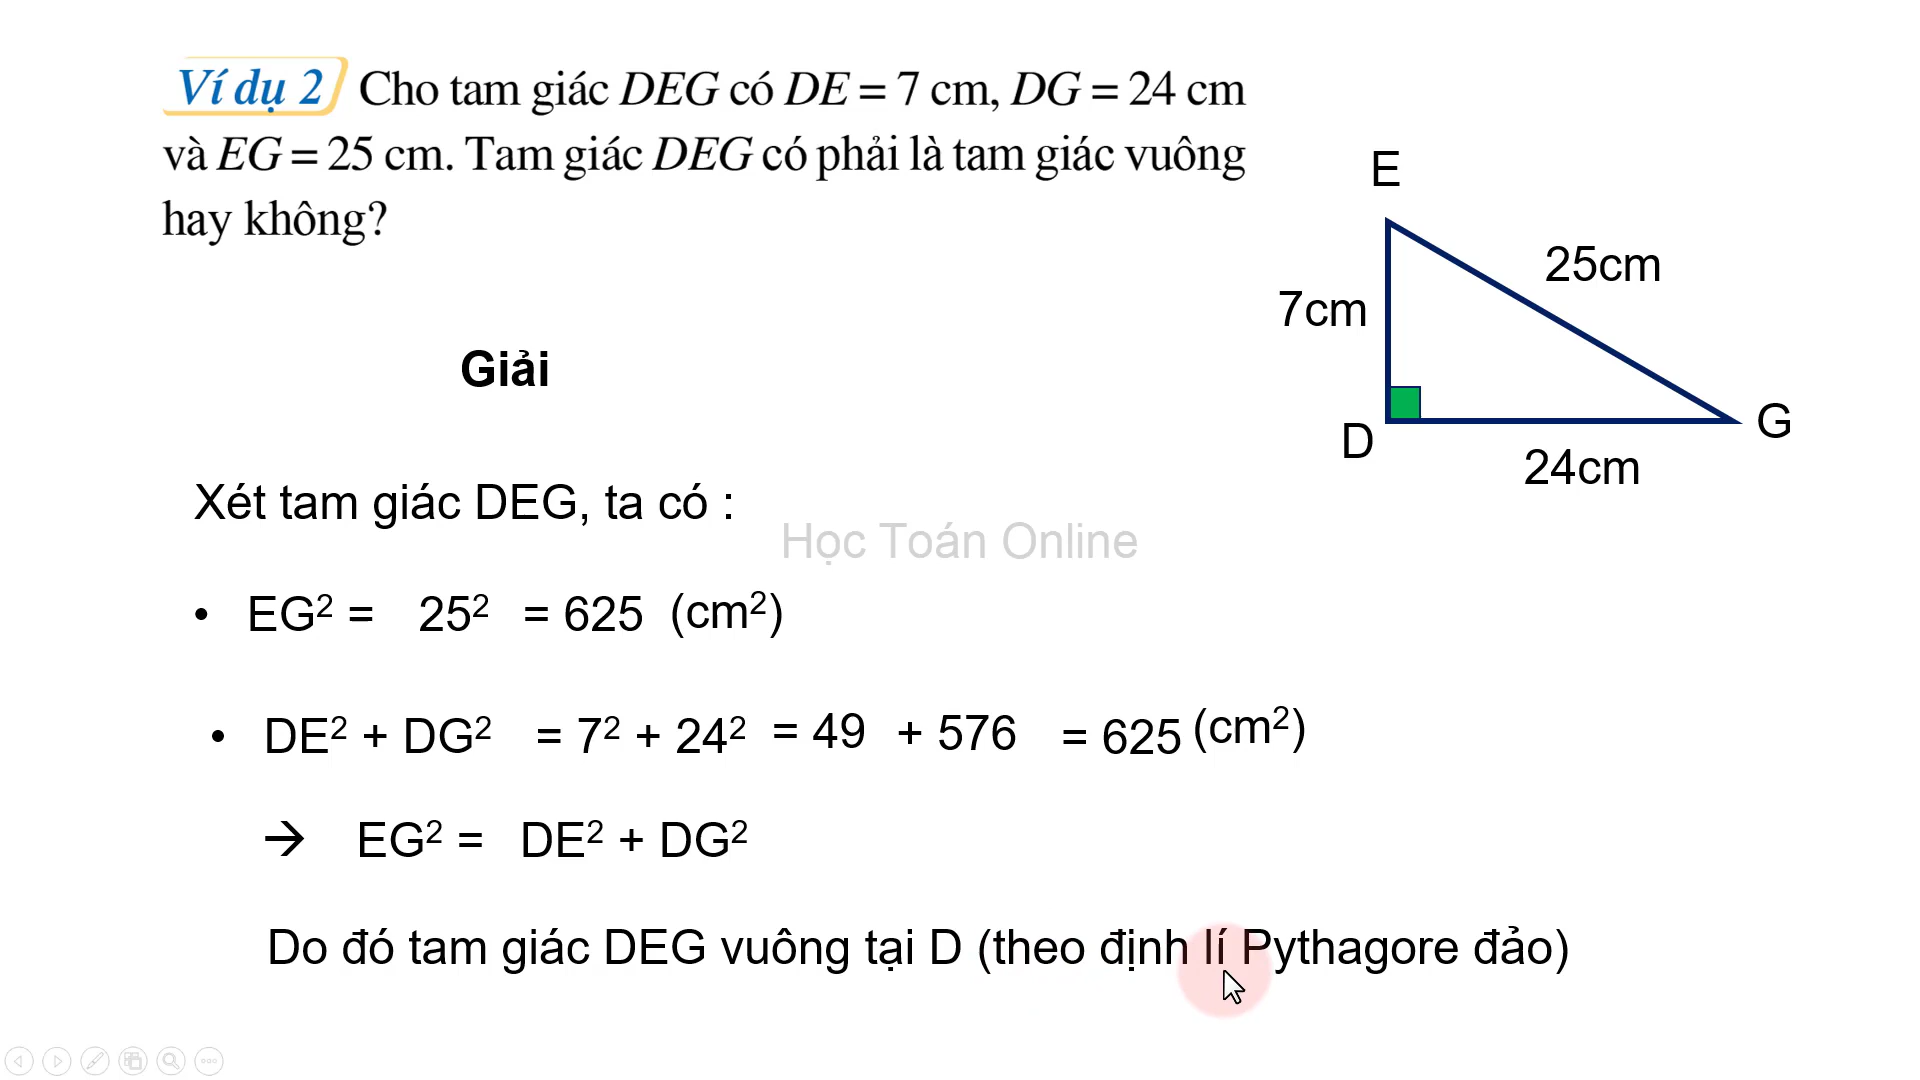 Ví dụ 2 Cho tam giác DEG có DE = 7 cm, DG = 24 cm
và EG = 25 cm. Tam giác DEG có phải là tam giác vuông
hay không?
E
25cm
7cm
D
G
24cm
Giải
Xét tam giác DEG, ta có :
Học Toán Online
• EG² = 25² = 625 (cm²)
• DE² + DG² = 7² + 24² = 49 + 576 = 625 (cm²)
→ EG² = DE² + DG²
Do đó tam giác DEG vuông tại D (theo định lí Pythagore đảo)